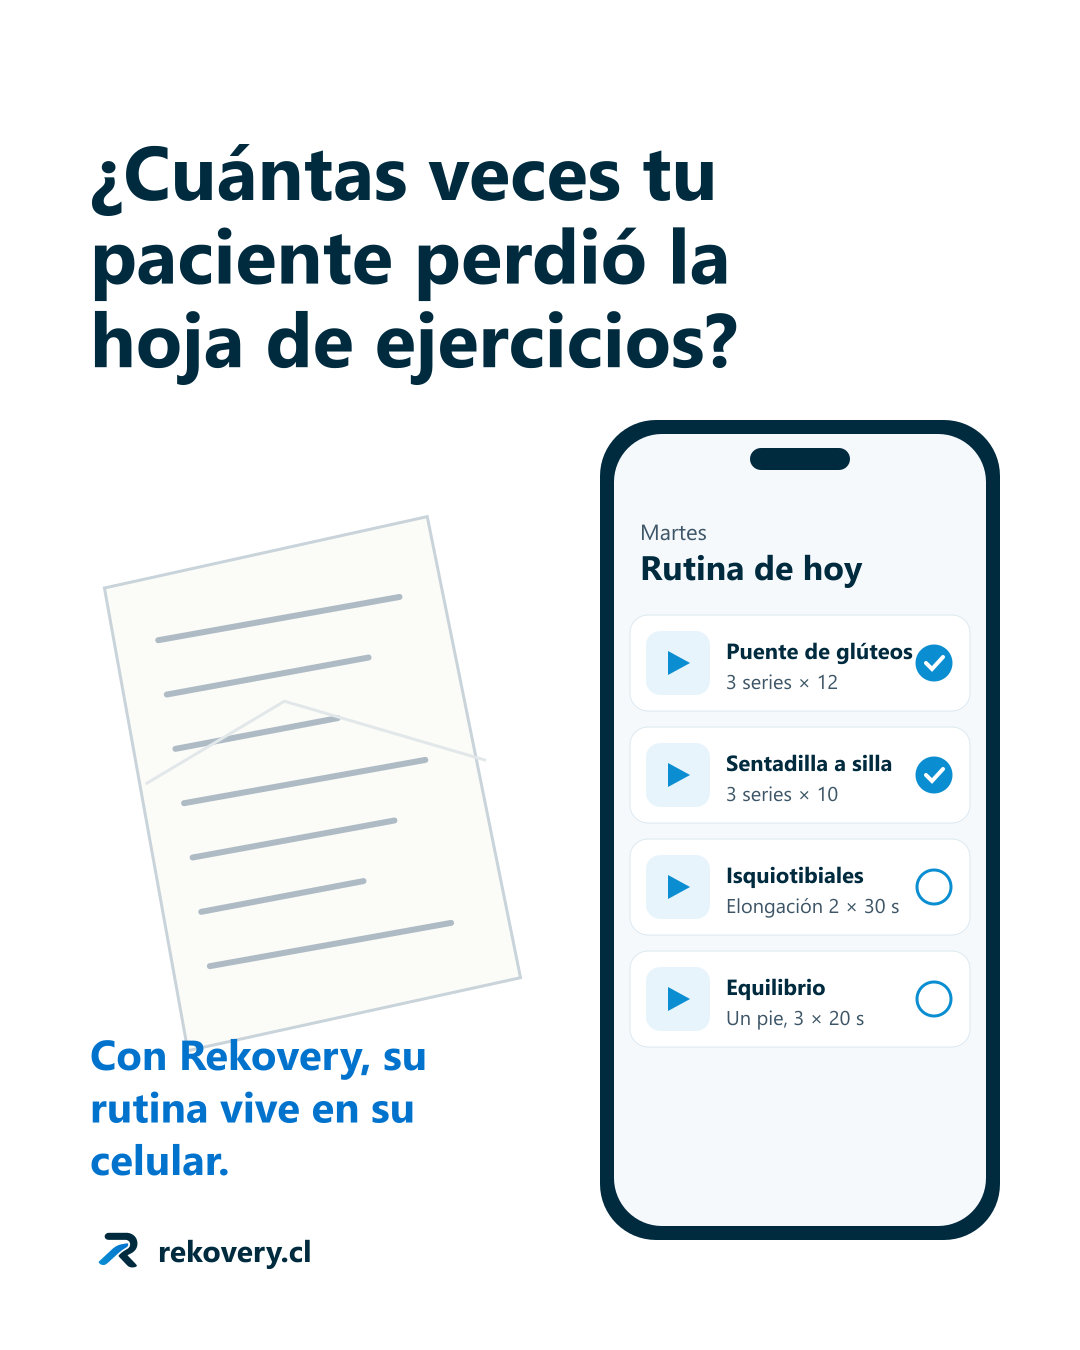 ¿Cuántas veces tu
paciente perdió la
hoja de ejercicios?
Martes
Rutina de hoy
Puente de glúteos
3 series × 12
Sentadilla a silla
3 series × 10
Isquiotibiales
Elongación 2 × 30 s
Equilibrio
Un pie, 3 × 20 s
Con Rekovery, su
rutina vive en su
celular.
rekovery.cl